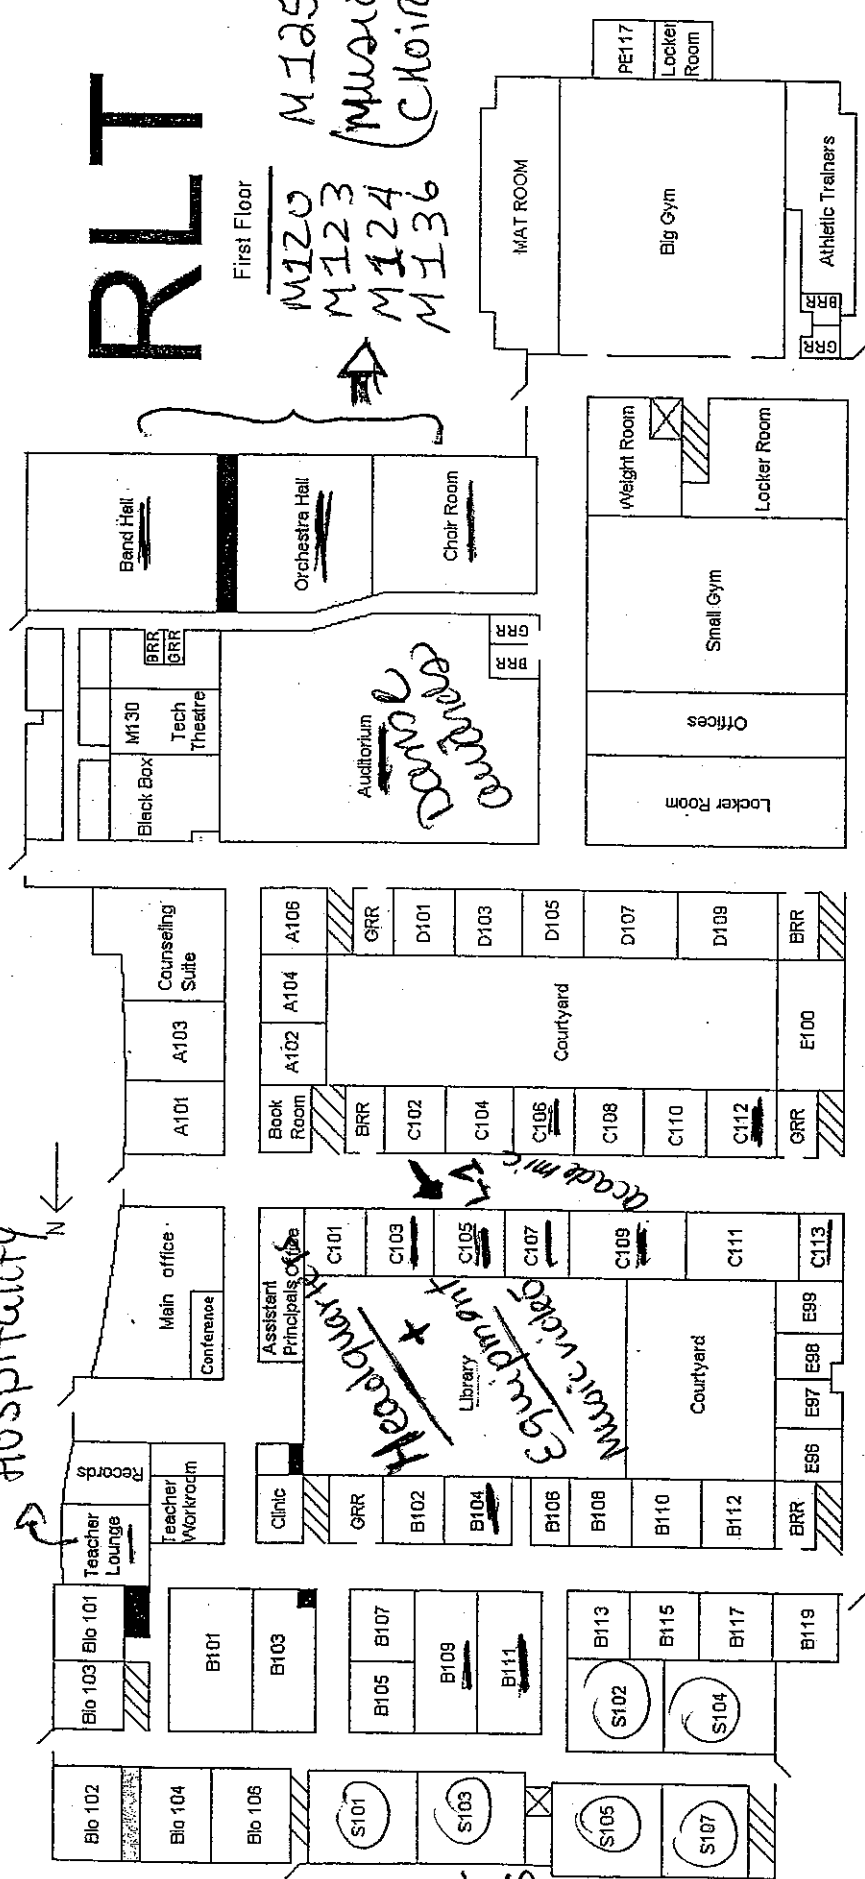 RLT
First Floor
M120
M123
M124
M136
M125
(Music
Choir
PE117
Locker
Room
MAT ROOM
Big Gym
Athletic Trainers
BRR
GRR
Band Hall
Orchestra Hall
Choir Room
Weight Room
Locker Room
Small Gym
Offices
Locker Room
BRR
GRR
M130
Tech
Theatre
Black Box
Auditorium
Dance
audences
GRR
BRR
Counseling
Suite
A103
A101
A106
A104
A102
Book
Room
GRR
D101
D103
D105
D107
D109
BRR
Courtyard
E100
BRR
C102
C104
C106
C108
C110
C112
GRR
academic
Hospitality
N
Main office
Conference
Assistant
Principals Office
C101
C103
C105
C107
C109
C111
C113
Headquarters
+
Library
Equipment
Music video
Courtyard
E99
E98
E97
E96
Records
Teacher
Lounge
Teacher
Workroom
Clinic
GRR
B102
B104
B106
B108
B110
B112
BRR
Bio 101
Bio 103
B101
B103
B107
B105
B109
B111
B113
B115
B117
B119
S102
S104
Bio 102
Bio 104
Bio 106
S101
S103
S105
S107